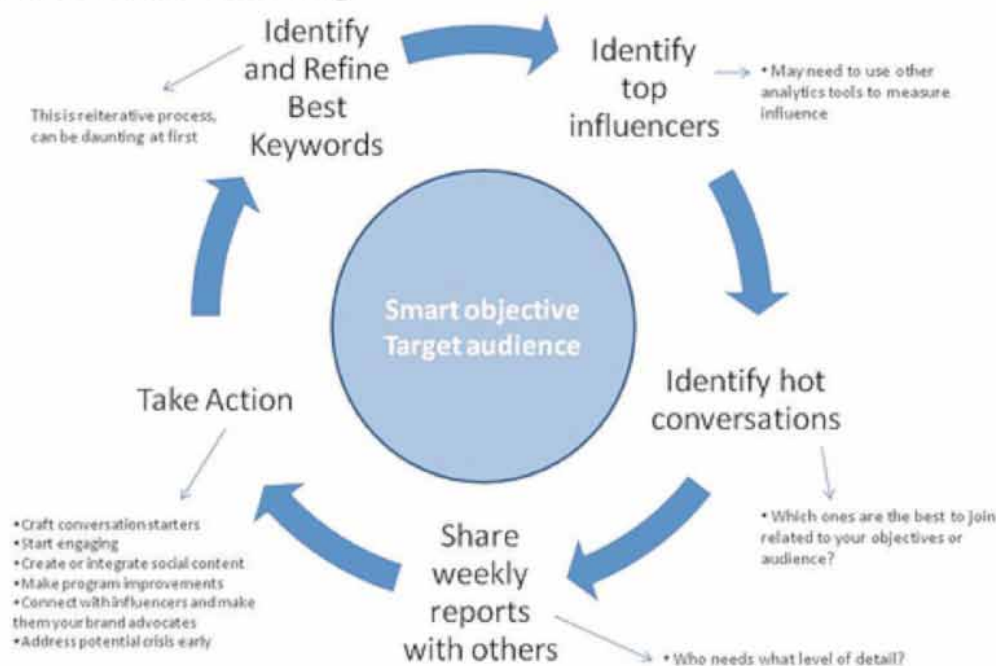 Identify
and Refine
Best
Keywords
This is reiterative process,
can be daunting at first
Identify
top
influencers
• May need to use other
analytics tools to measure
influence
Smart objective
Target audience
Identify hot
conversations
• Which ones are the best to join
related to your objectives or
audience?
Share
weekly
reports
with others
• Who needs what level of detail?
Take Action
• Craft conversation starters
• Start engaging
• Create or integrate social content
• Make program improvements
• Connect with influencers and make
them your brand advocates
• Address potential crisis early